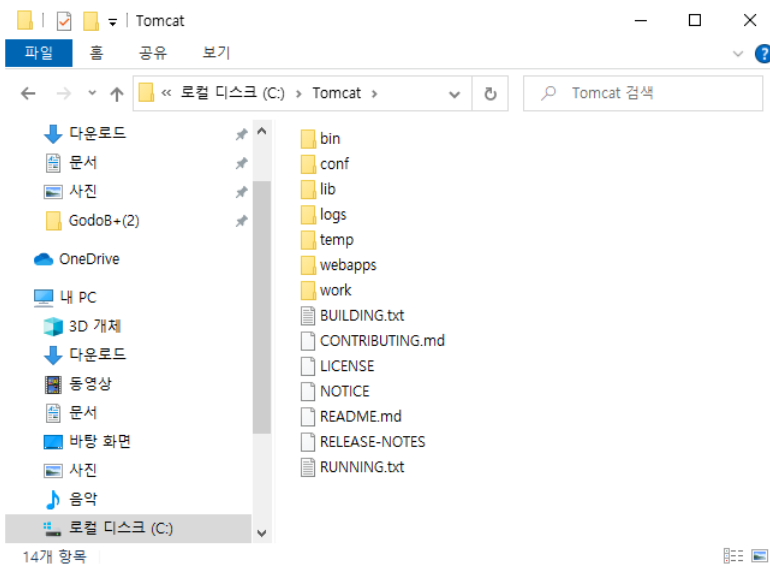 Tomcat
파일 홈 공유 보기
« 로컬 디스크 (C:) › Tomcat › Tomcat 검색
다운로드
문서
사진
GodoB+(2)
OneDrive
내 PC
3D 개체
다운로드
동영상
문서
바탕 화면
사진
음악
로컬 디스크 (C:)
bin
conf
lib
logs
temp
webapps
work
BUILDING.txt
CONTRIBUTING.md
LICENSE
NOTICE
README.md
RELEASE-NOTES
RUNNING.txt
14개 항목